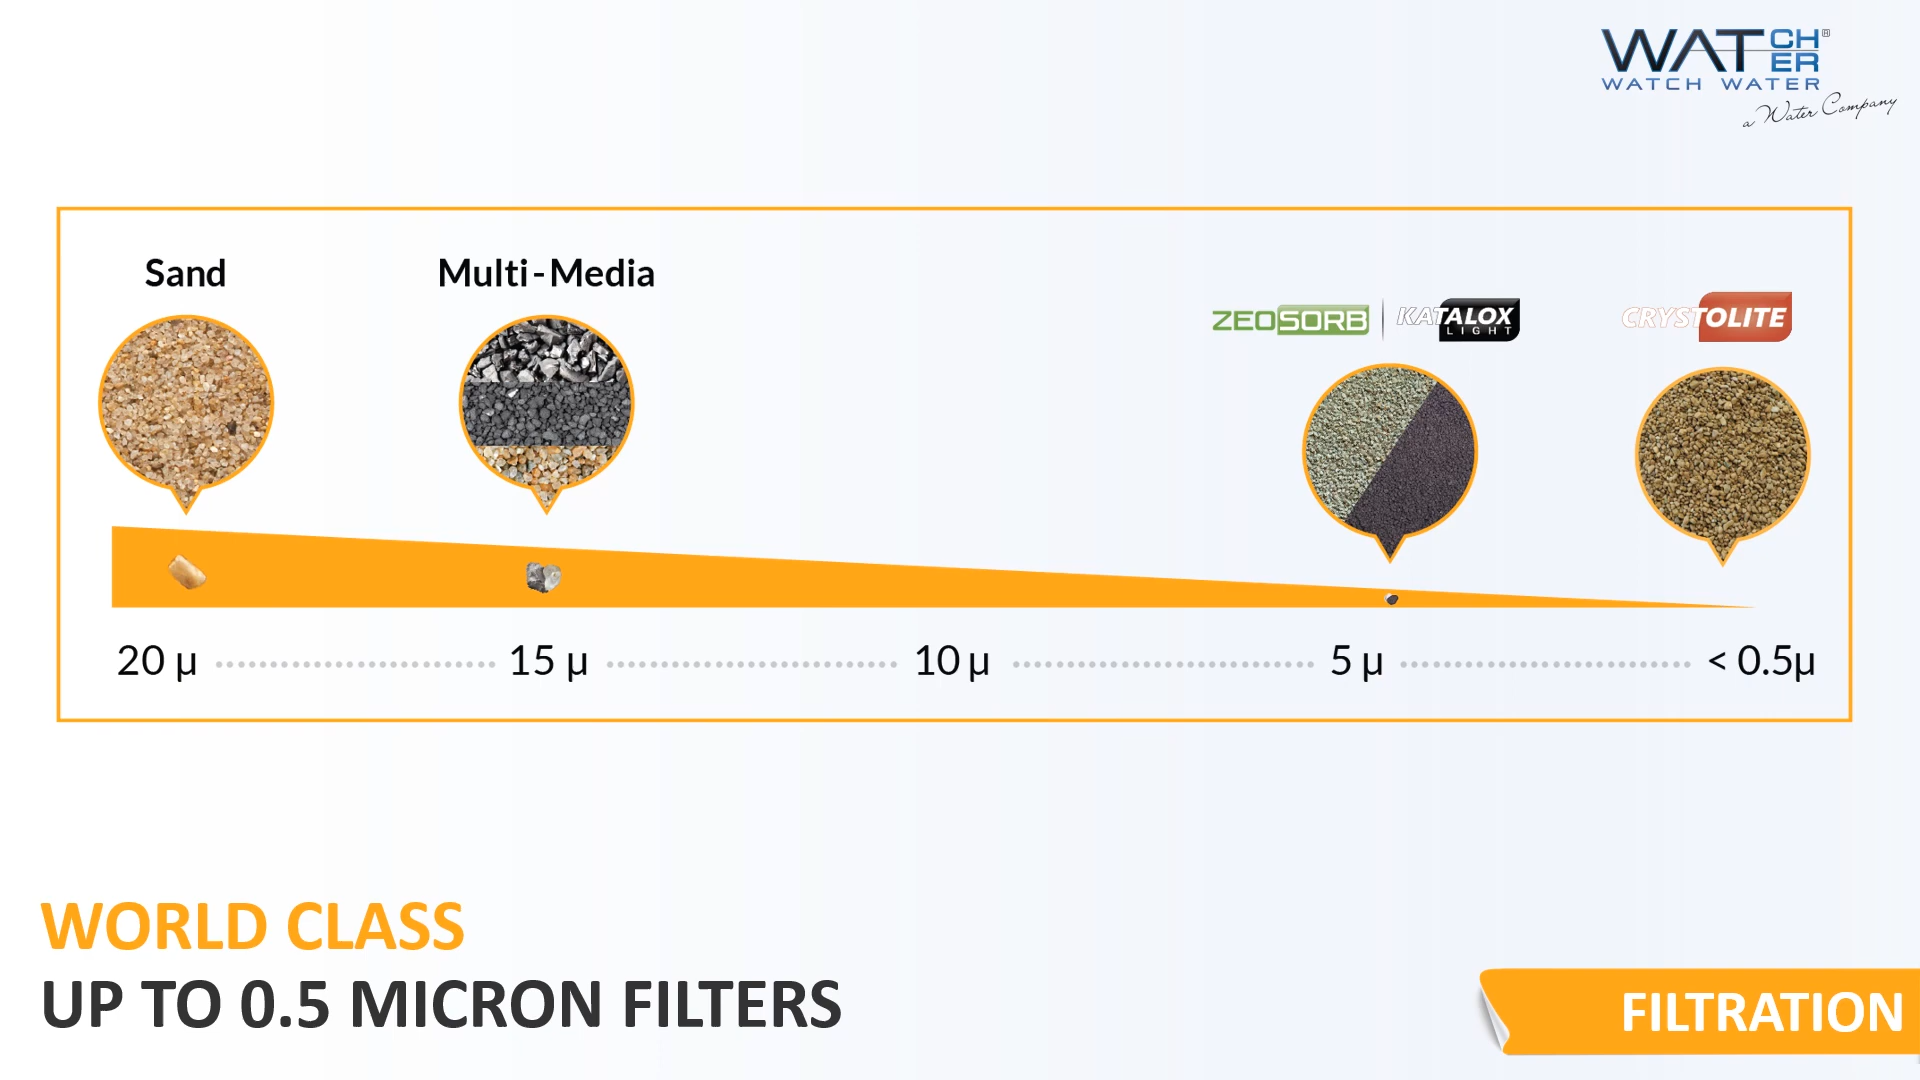 WATCH ER®
WATCH WATER
a Water Company
Sand
Multi-Media
ZEOSORB
KATALOX
LIGHT
CRYSTOLITE
20 µ
15 µ
10 µ
5 µ
< 0.5µ
WORLD CLASS
UP TO 0.5 MICRON FILTERS
FILTRATION